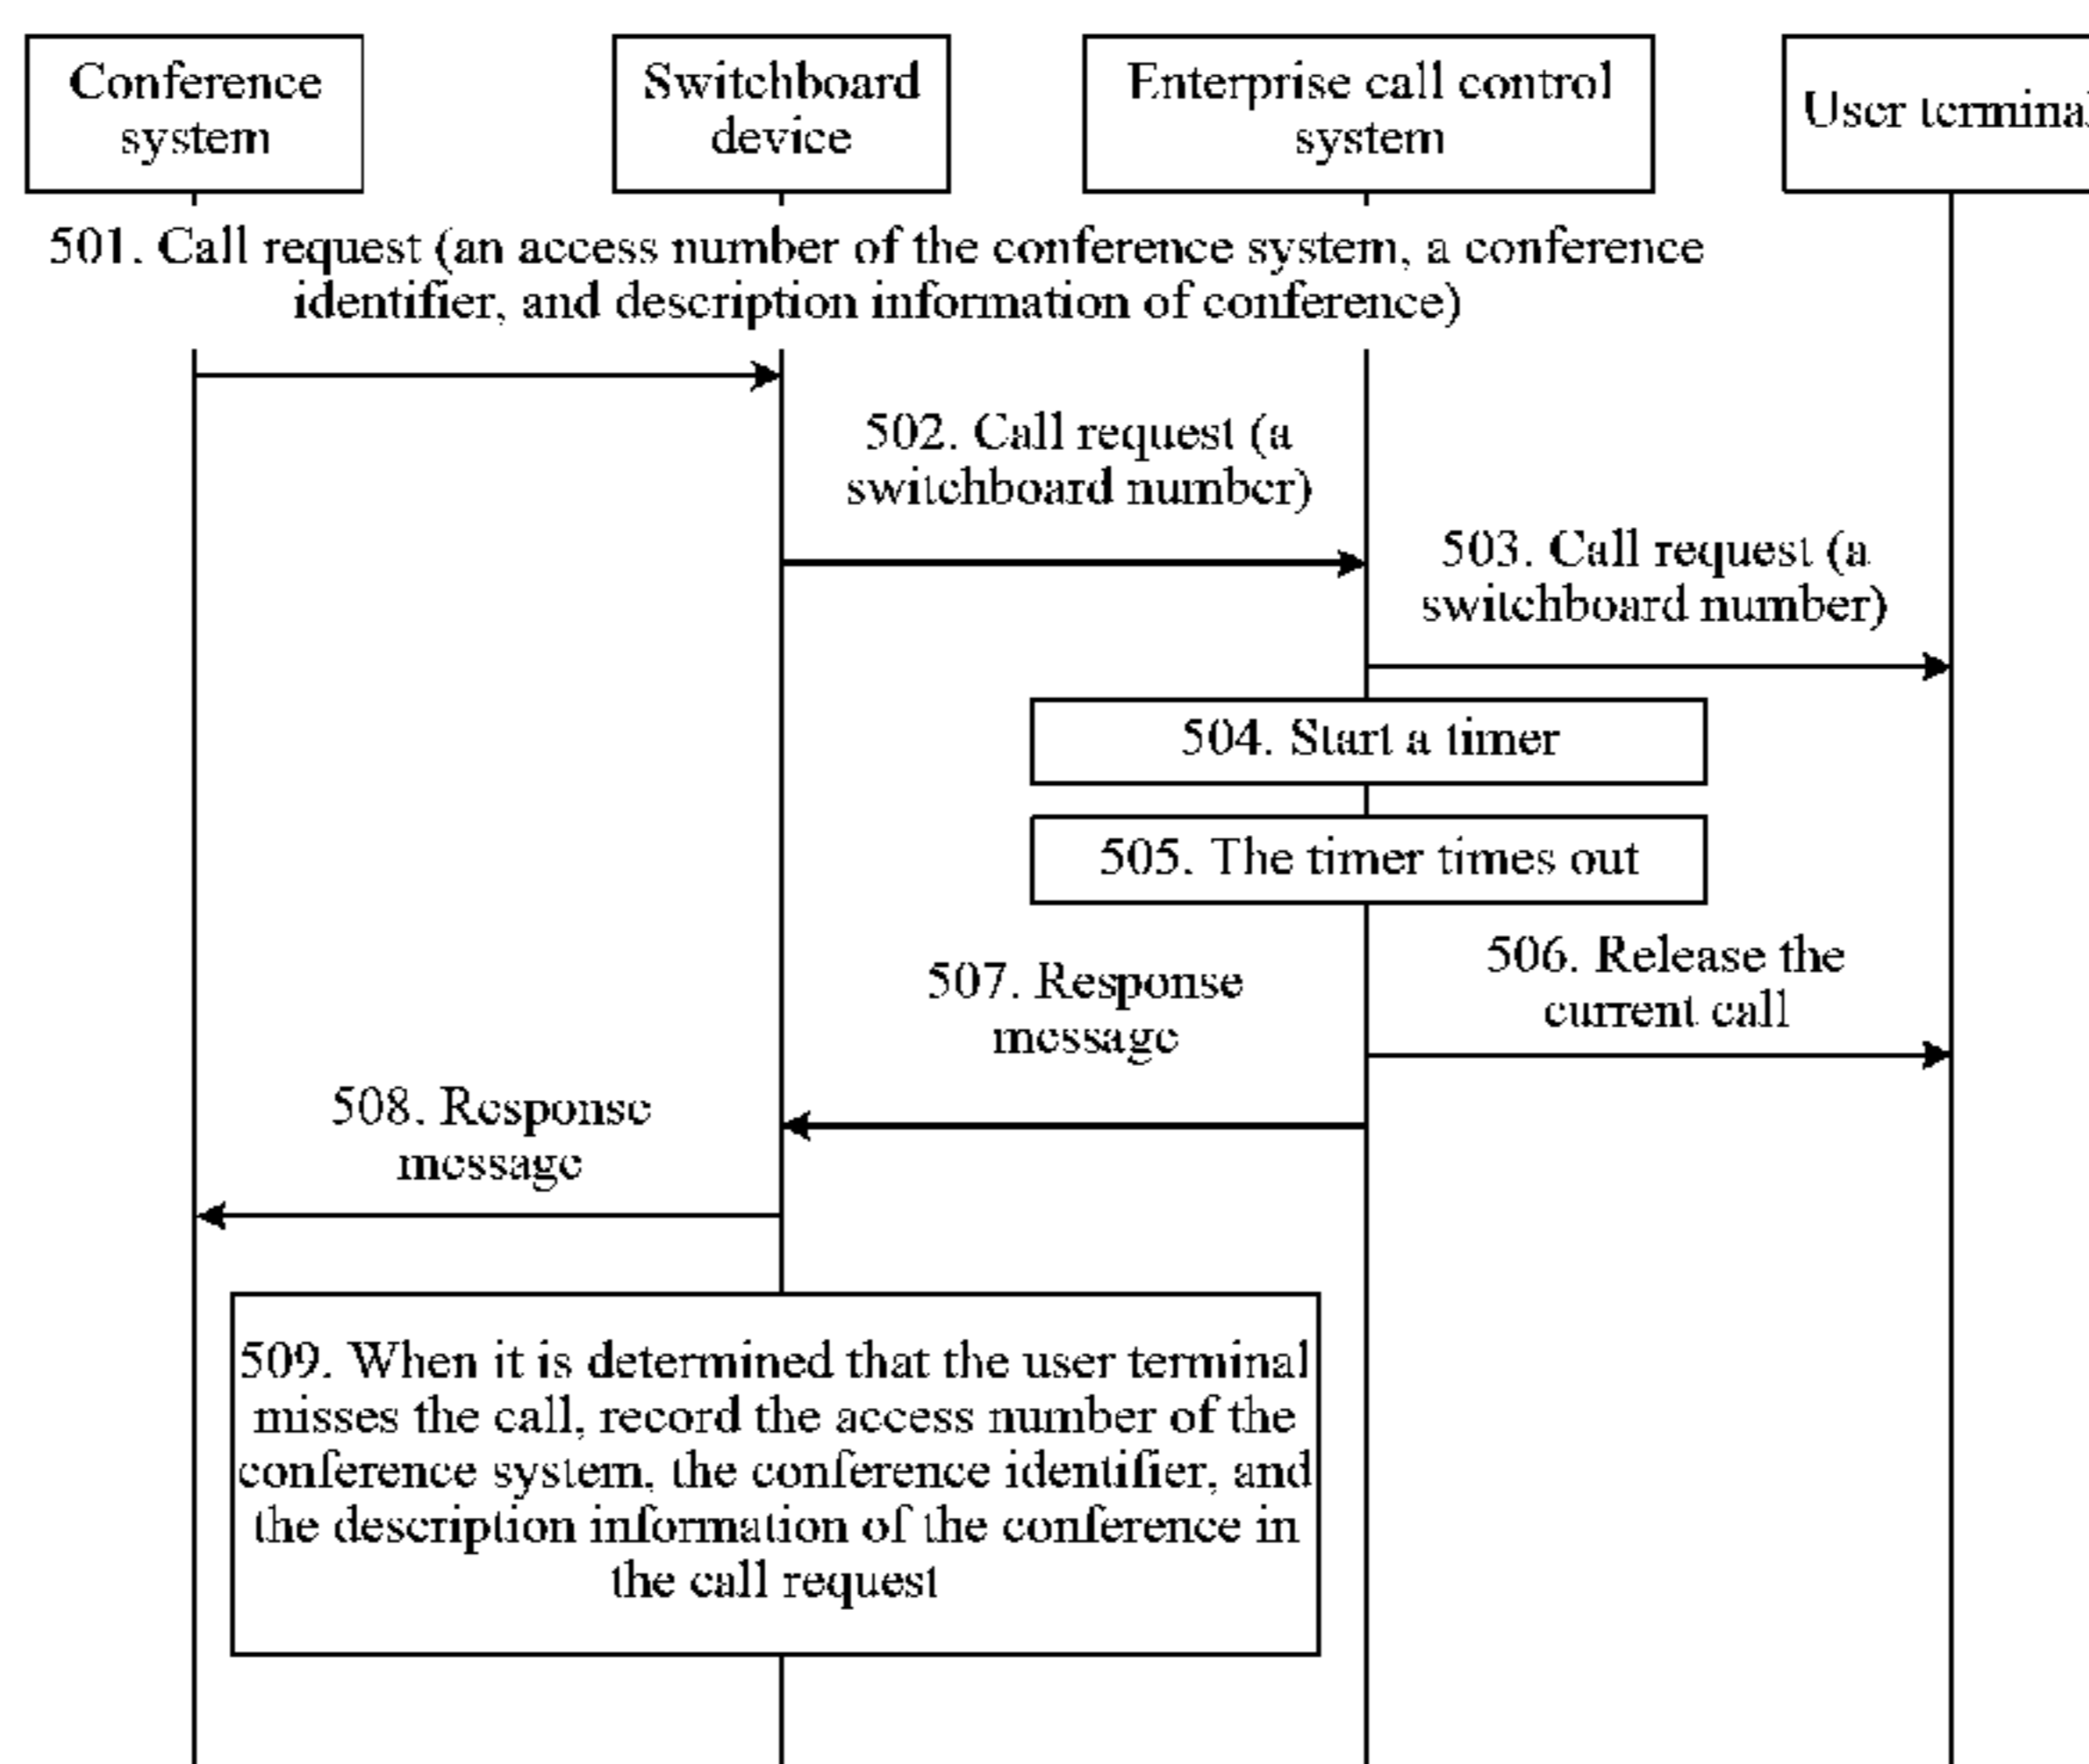 Conference
system
Switchboard
device
Enterprise call control
system
User terminal
501. Call request (an access number of the conference system, a conference
identifier, and description information of conference)
502. Call request (a
switchboard number)
503. Call request (a
switchboard number)
504. Start a timer
505. The timer times out
506. Release the
current call
507. Response
message
508. Response
message
509. When it is determined that the user terminal
misses the call, record the access number of the
conference system, the conference identifier, and
the description information of the conference in
the call request